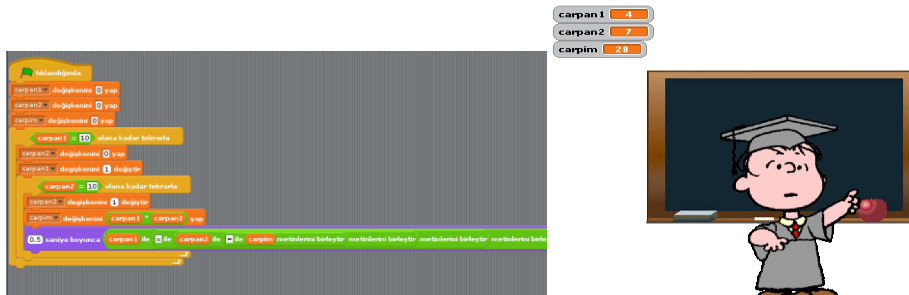 tıklandığında
carpan1 değişkenini 0 yap
carpan2 değişkenini 0 yap
carpim değişkenini 0 yap
carpan1 = 10 olana kadar tekrarla
carpan2 değişkenini 0 yap
carpan1 değişkenini 1 değiştir
carpan2 = 10 olana kadar tekrarla
carpan2 değişkenini 1 değiştir
carpim değişkenini carpan1 * carpan2 yap
0.5 saniye boyunca carpan1 ile ile carpan2 ile = ile carpim metinlerini birleştir metinlerini birleştir metinlerini birleştir metinlerini birle
carpan1 4
carpan2 7
carpim 28